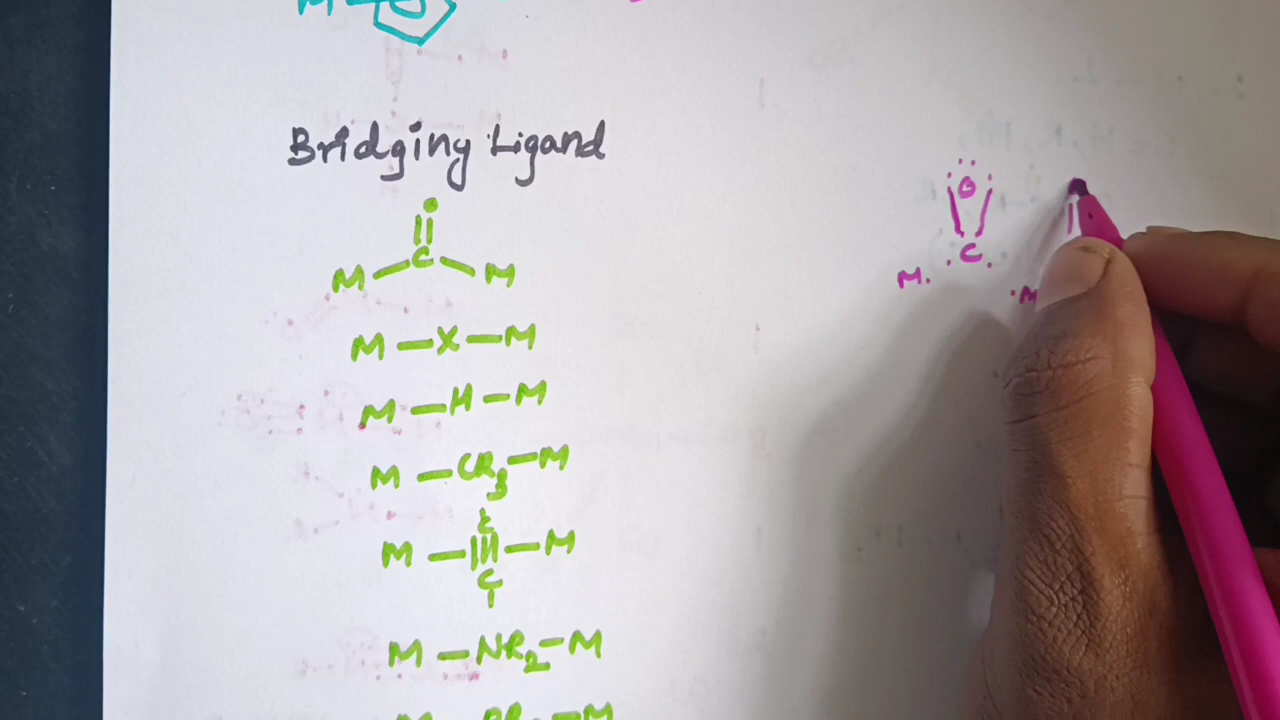 M
Bridging Ligand
O
C
M M
M — X — M
M — H — M
M — CR3 — M
C
M — ||| — M
C
M — NR2 — M
O
C
M. .M